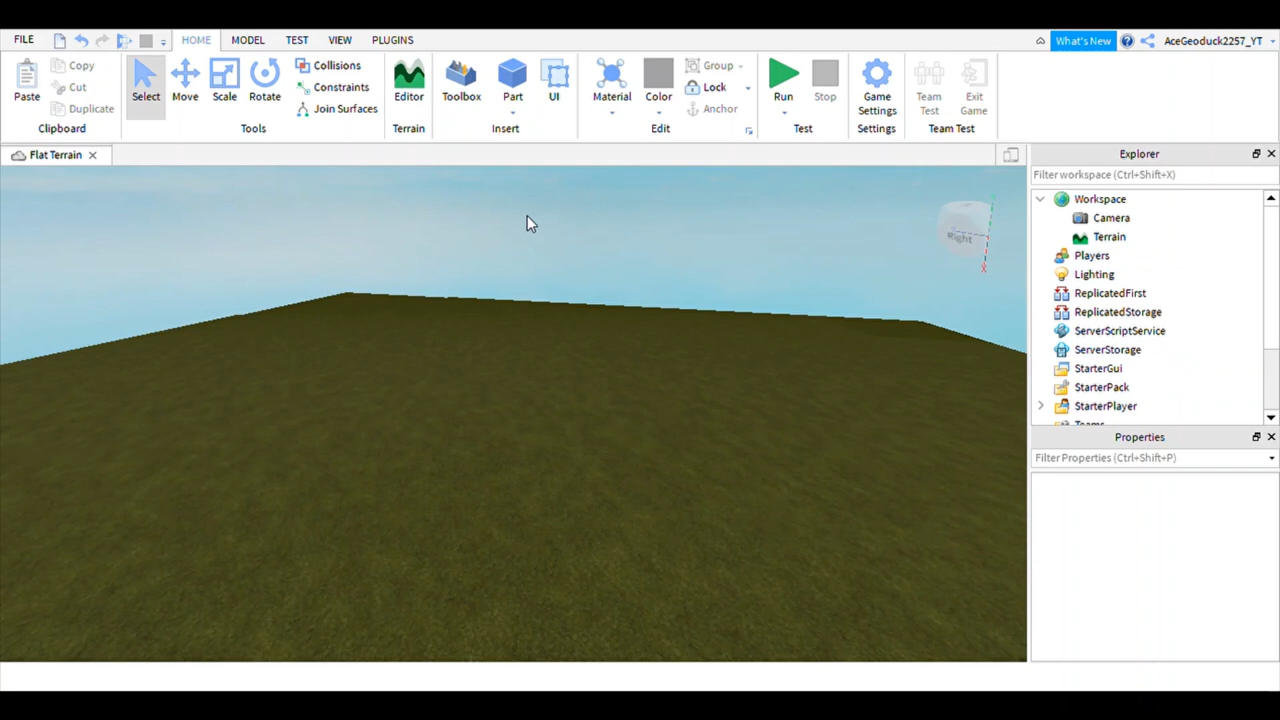 FILE HOME MODEL TEST VIEW PLUGINS What's New AceGeoduck2257_YT
Paste Copy Cut Duplicate
Clipboard
Select Move Scale Rotate Collisions Constraints Join Surfaces
Tools
Editor
Terrain
Toolbox Part UI
Insert
Material Color Group Lock Anchor
Edit
Run Stop
Test
Game Settings
Settings
Team Test Exit Game
Team Test
Flat Terrain
Right
X
Explorer
Filter workspace (Ctrl+Shift+X)
Workspace
Camera
Terrain
Players
Lighting
ReplicatedFirst
ReplicatedStorage
ServerScriptService
ServerStorage
StarterGui
StarterPack
StarterPlayer
Teams
Properties
Filter Properties (Ctrl+Shift+P)